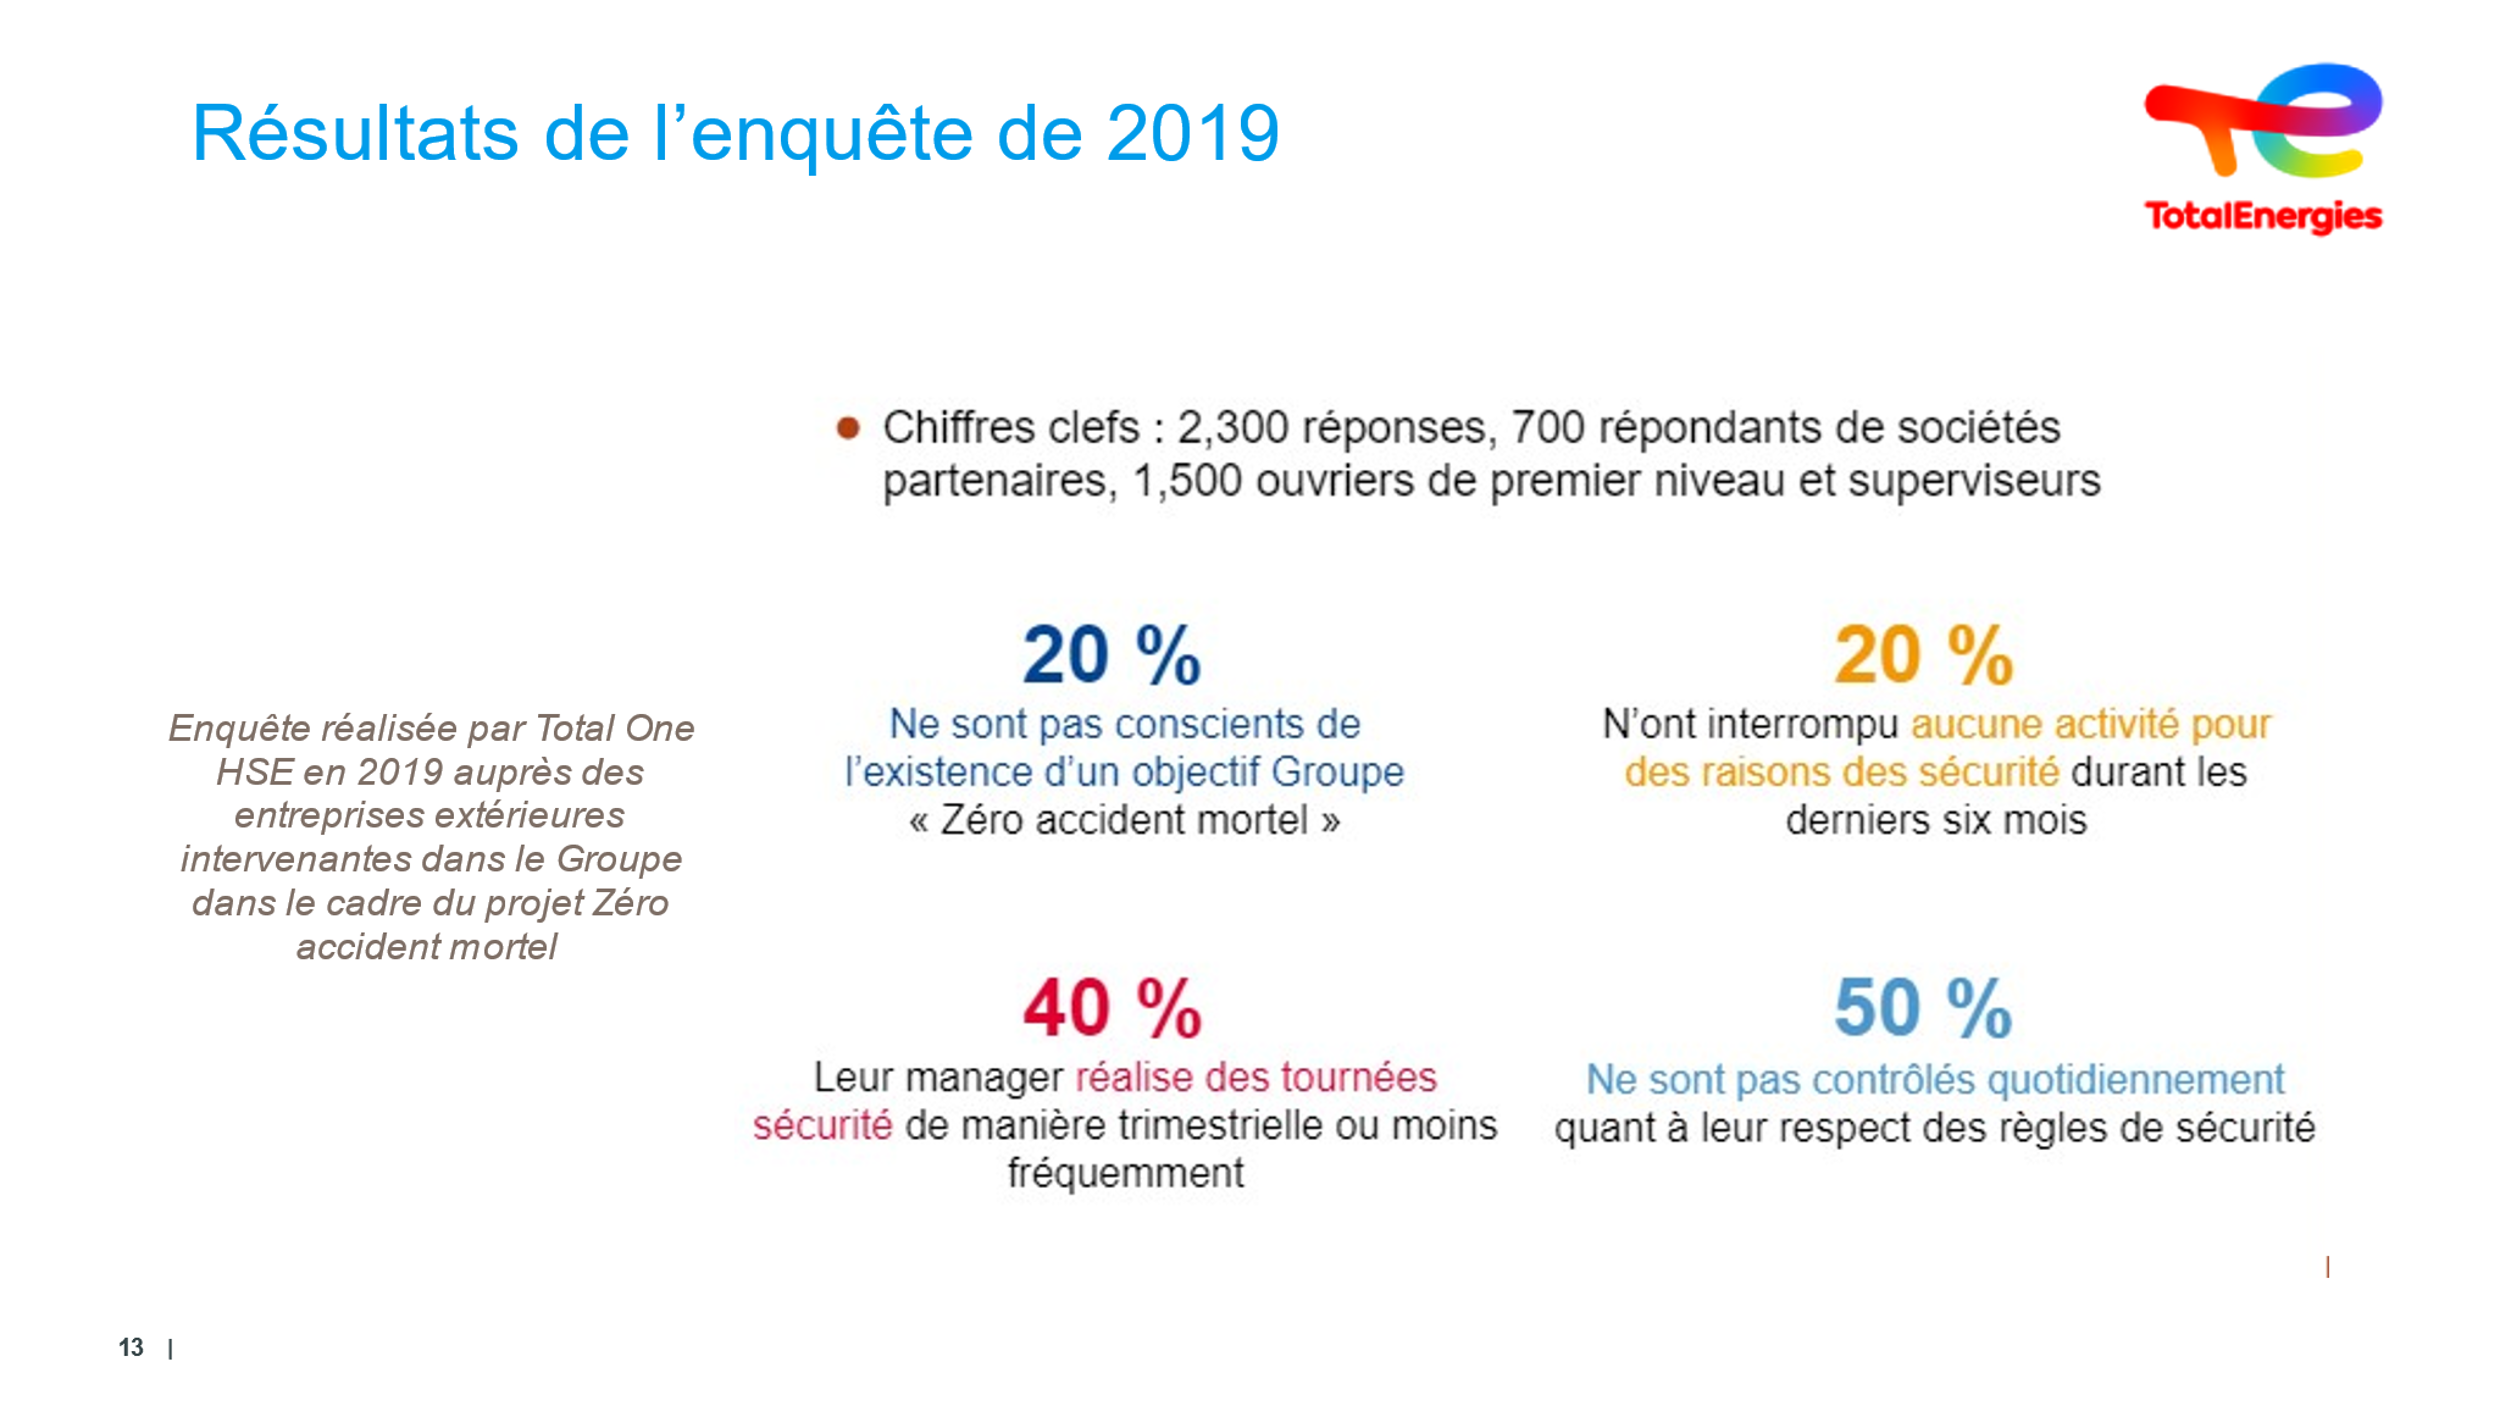 Résultats de l’enquête de 2019
TotalEnergies
Chiffres clefs : 2,300 réponses, 700 répondants de sociétés
partenaires, 1,500 ouvriers de premier niveau et superviseurs
Enquête réalisée par Total One
HSE en 2019 auprès des
entreprises extérieures
intervenantes dans le Groupe
dans le cadre du projet Zéro
accident mortel
20 %
Ne sont pas conscients de
l’existence d’un objectif Groupe
« Zéro accident mortel »
20 %
N’ont interrompu aucune activité pour
des raisons des sécurité durant les
derniers six mois
40 %
Leur manager réalise des tournées
sécurité de manière trimestrielle ou moins
fréquemment
50 %
Ne sont pas contrôlés quotidiennement
quant à leur respect des règles de sécurité
|
13 |